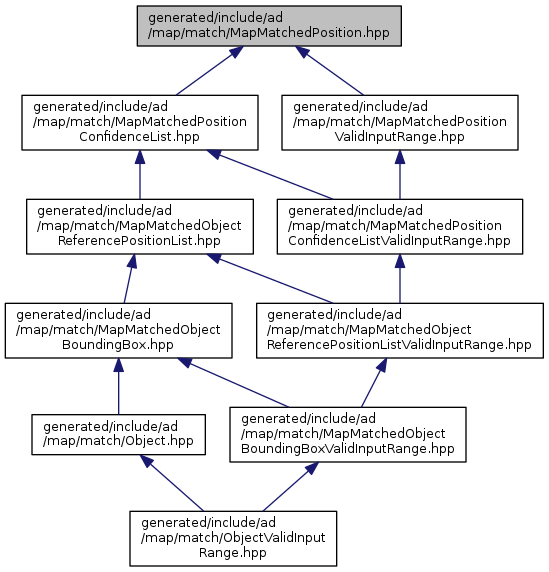 generated/include/ad
/map/match/MapMatchedPosition.hpp
generated/include/ad
/map/match/MapMatchedPosition
ConfidenceList.hpp
generated/include/ad
/map/match/MapMatchedPosition
ValidInputRange.hpp
generated/include/ad
/map/match/MapMatchedObject
ReferencePositionList.hpp
generated/include/ad
/map/match/MapMatchedPosition
ConfidenceListValidInputRange.hpp
generated/include/ad
/map/match/MapMatchedObject
BoundingBox.hpp
generated/include/ad
/map/match/MapMatchedObject
ReferencePositionListValidInputRange.hpp
generated/include/ad
/map/match/Object.hpp
generated/include/ad
/map/match/MapMatchedObject
BoundingBoxValidInputRange.hpp
generated/include/ad
/map/match/ObjectValidInput
Range.hpp